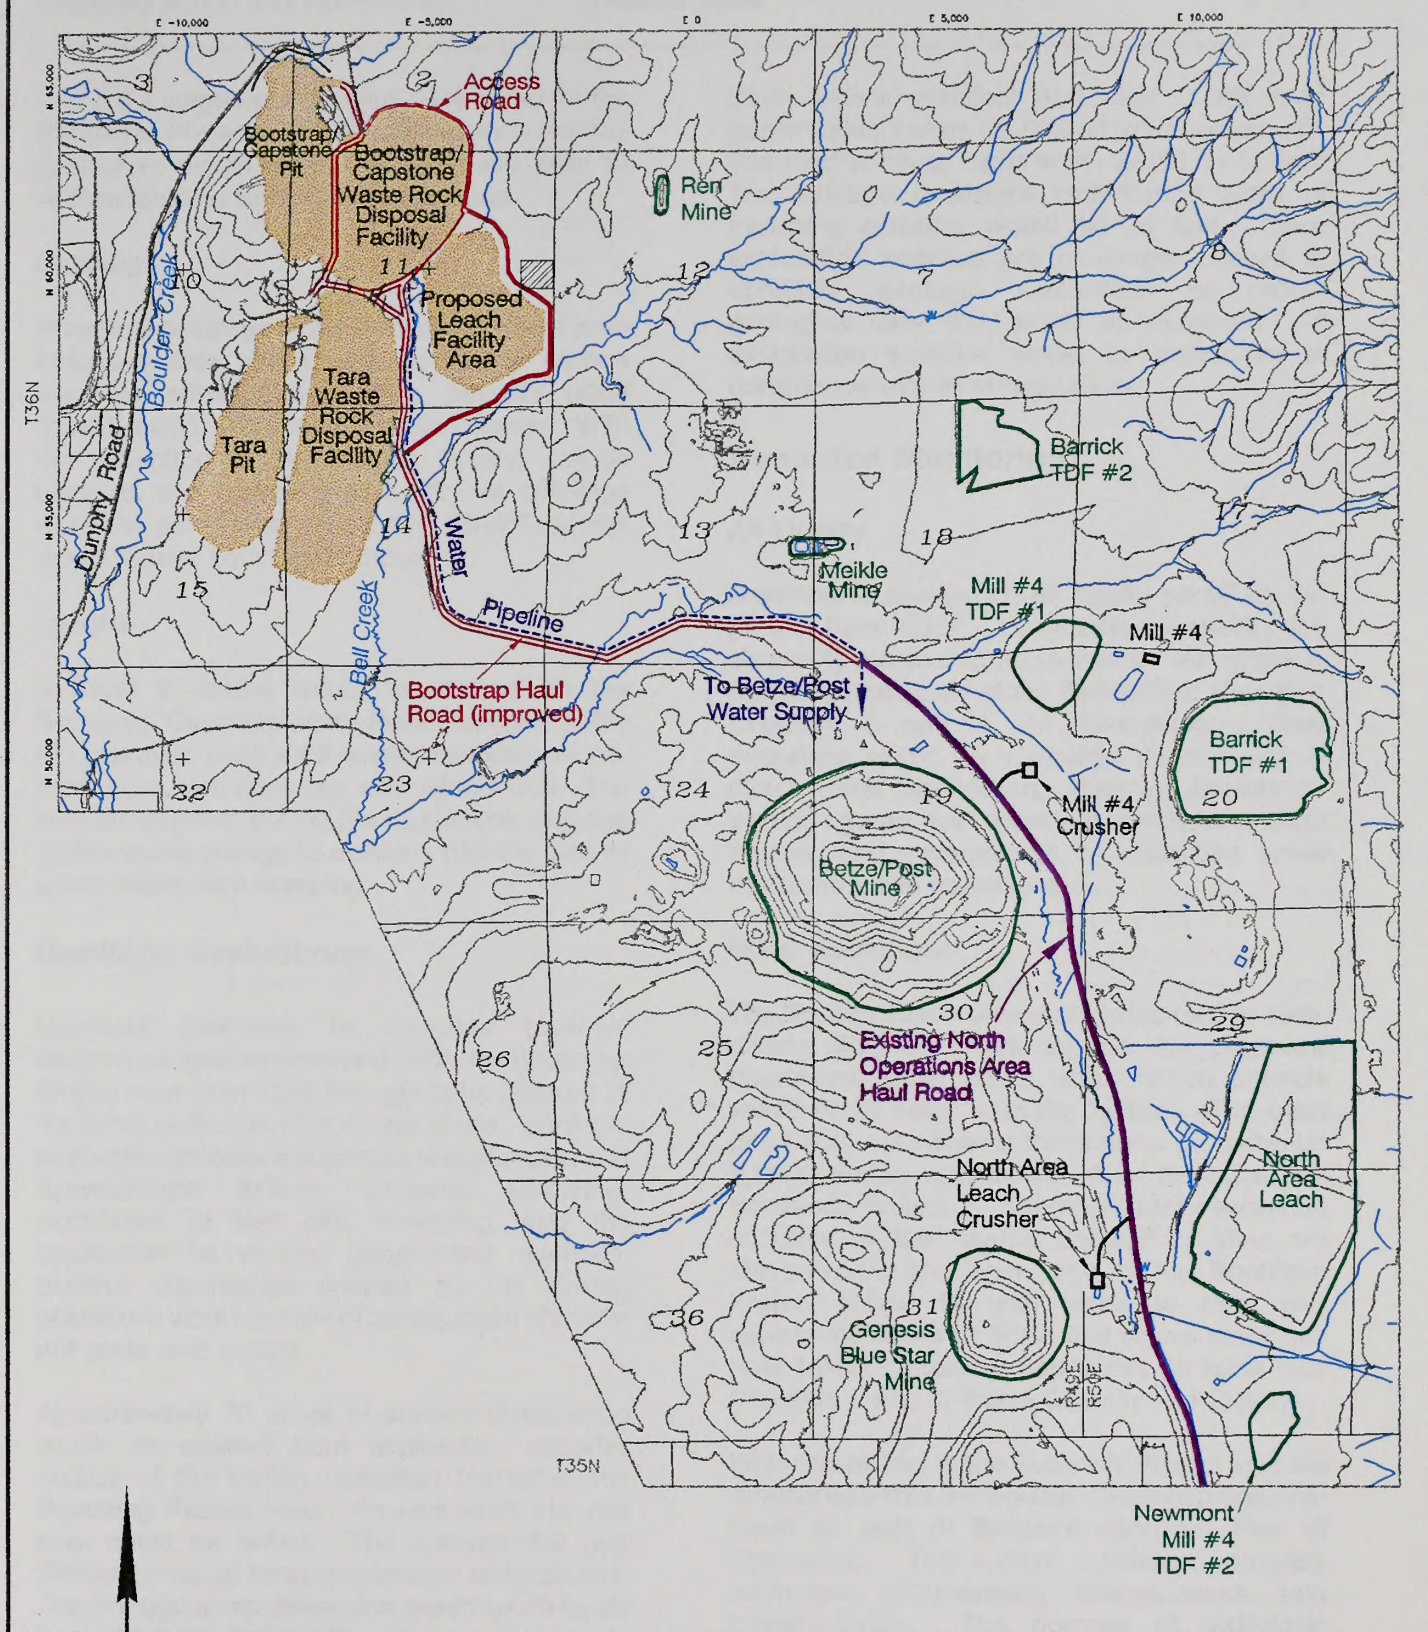 E -10,000
E -5,000
E 0
E 5,000
E 10,000
N 65,000
3
2
Access
Road
Bootstrap/
Capstone
Pit
Bootstrap/
Capstone
Waste Rock
Disposal
Facility
Ren
Mine
N 60,000
10
11
12
7
8
Boulder Creek
Proposed
Leach
Facility
Area
T36N
Tara
Waste
Rock
Disposal
Facility
Tara
Pit
Barrick
TDF #2
Dunphy Road
N 55,000
14
13
18
17
Water
15
Meikle
Mine
Mill #4
TDF #1
Bell Creek
Pipeline
Mill #4
Bootstrap Haul
Road (improved)
To Betze/Post
Water Supply
N 50,000
Barrick
TDF #1
22
23
24
19
20
Mill #4
Crusher
Betze/Post
Mine
30
29
26
25
Existing North
Operations Area
Haul Road
North Area
Leach
Crusher
North
Area
Leach
36
31
32
Genesis
Blue Star
Mine
R49E
R50E
T35N
Newmont
Mill #4
TDF #2